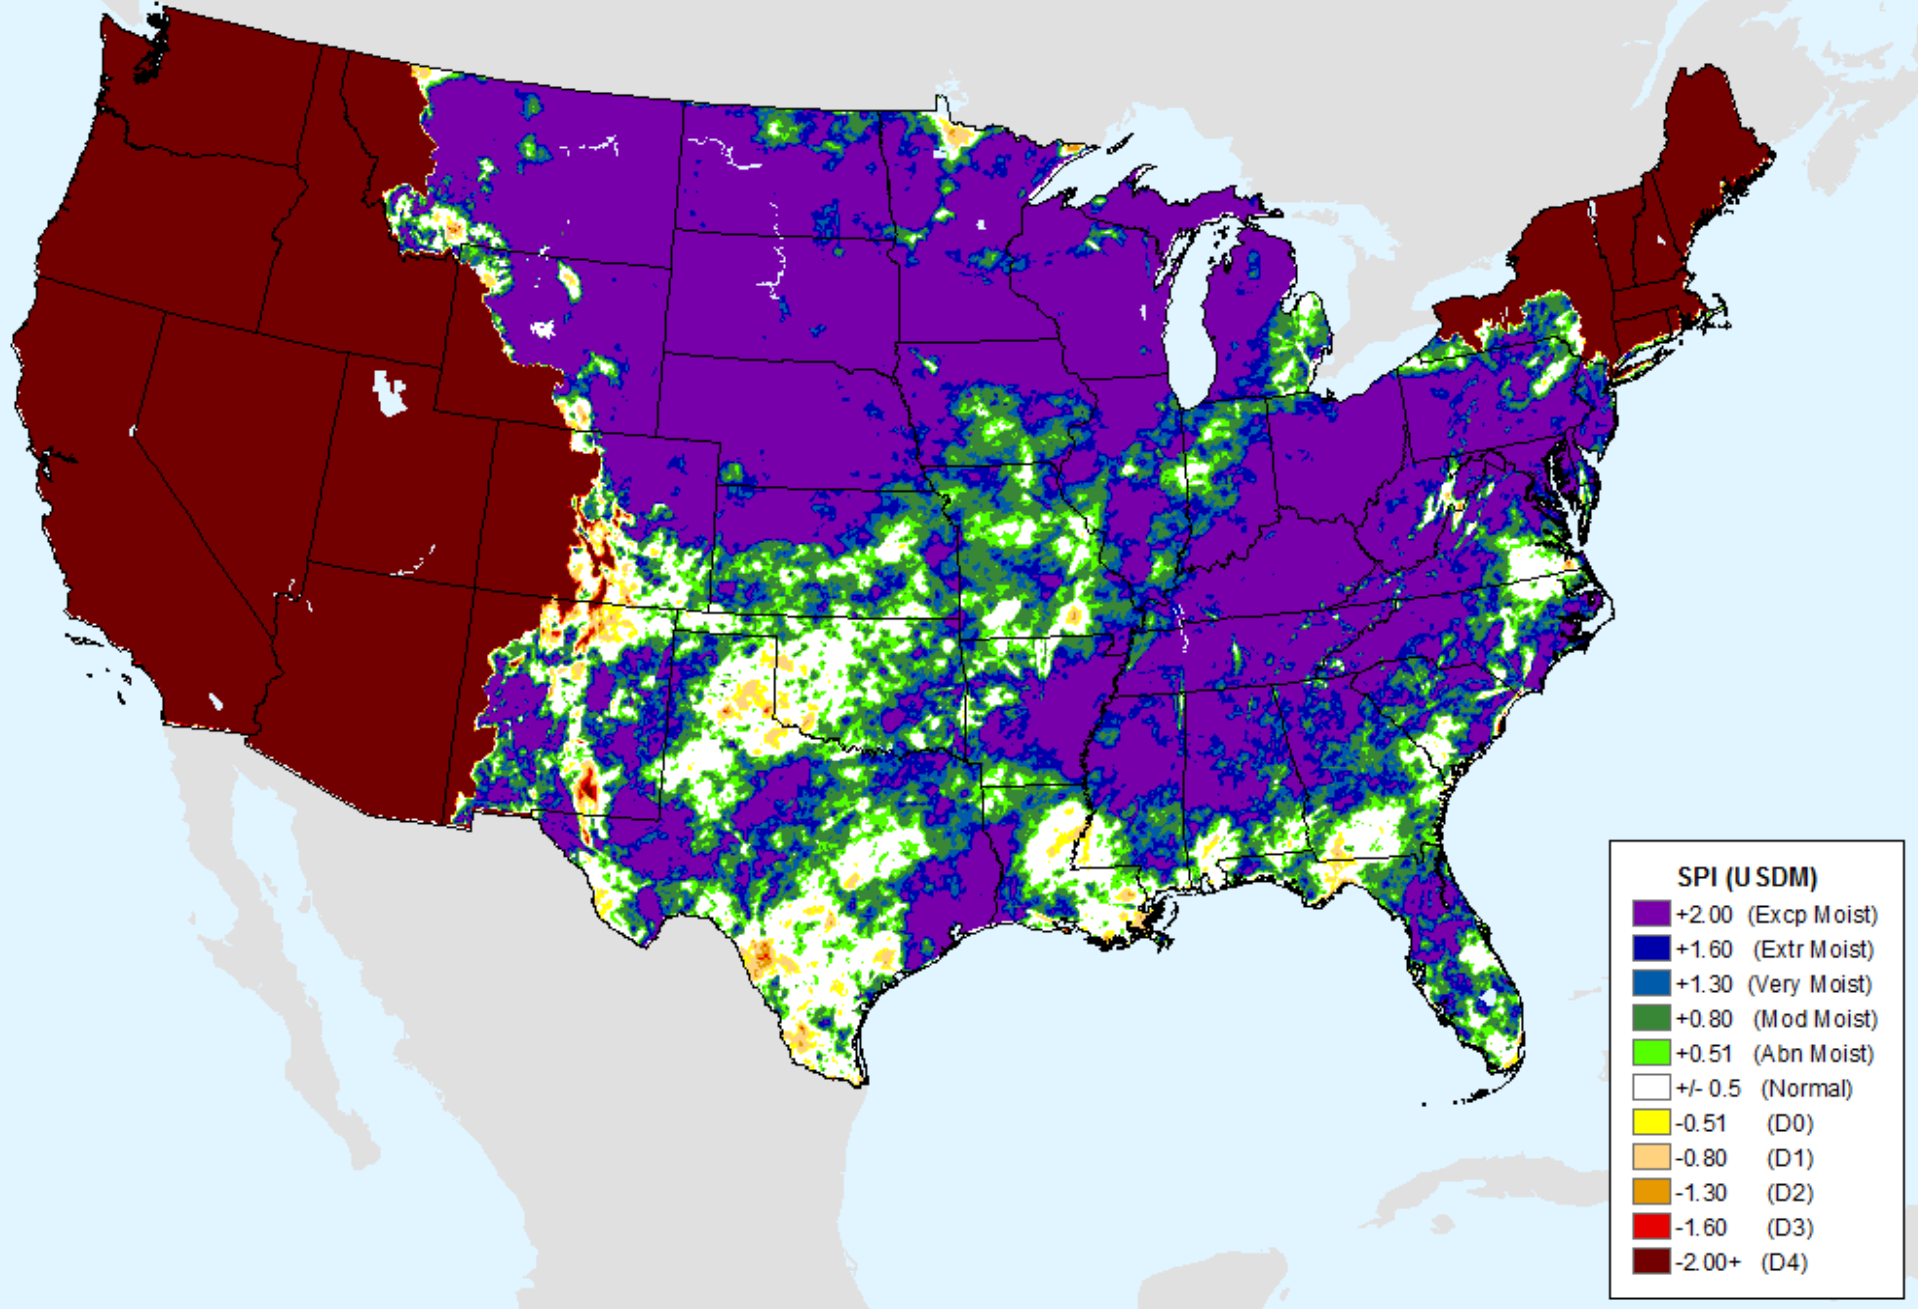 SPI (USDM)
+2.00 (Excp Moist)
+1.60 (Extr Moist)
+1.30 (Very Moist)
+0.80 (Mod Moist)
+0.51 (Abn Moist)
+/- 0.5 (Normal)
-0.51 (D0)
-0.80 (D1)
-1.30 (D2)
-1.60 (D3)
-2.00+ (D4)